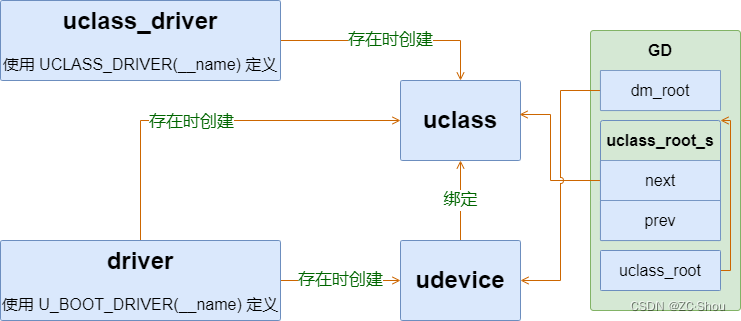 uclass_driver
使用 UCLASS_DRIVER(__name) 定义
存在时创建
GD
dm_root
uclass
存在时创建
uclass_root_s
next
绑定
prev
driver
使用 U_BOOT_DRIVER(__name) 定义
存在时创建
udevice
uclass_root
CSDN @ZC·Shou